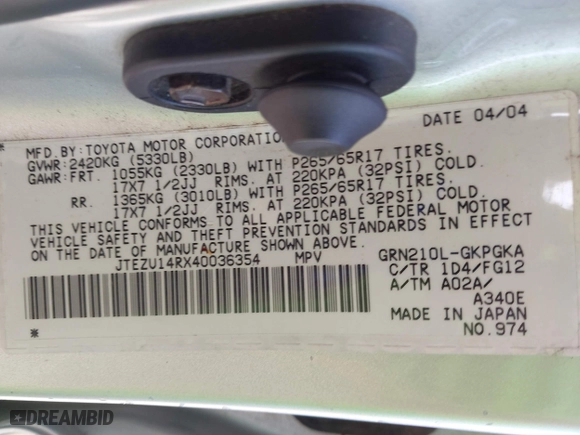 DATE 04/04
MFD.BY:TOYOTA MOTOR CORPORATION
GVWR:2420KG (5330LB)
GAWR:FRT. 1055KG (2330LB) WITH P265/65R17 TIRES.
17X7 1/2JJ RIMS. AT 220KPA (32PSI) COLD.
RR. 1365KG (3010LB) WITH P265/65R17 TIRES.
17X7 1/2JJ RIMS. AT 220KPA (32PSI) COLD.
THIS VEHICLE CONFORMS TO ALL APPLICABLE FEDERAL MOTOR
VEHICLE SAFETY AND THEFT PREVENTION STANDARDS IN EFFECT
ON THE DATE OF MANUFACTURE SHOWN ABOVE.
JTEZU14RX40036354 MPV
GRN210L-GKPGKA
C/TR 1D4/FG12
A/TM A02A/
A340E
MADE IN JAPAN
NO.974
DREAMBID